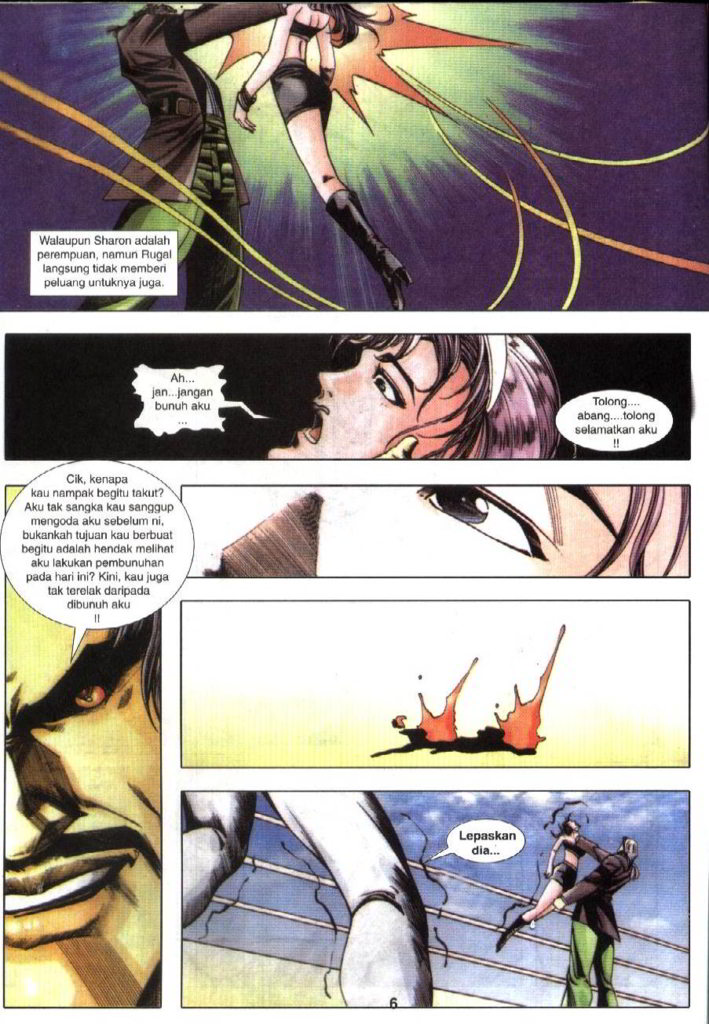 Walaupun Sharon adalah
perempuan, namun Rugal
langsung tidak memberi
peluang untuknya juga.
Ah...
jan...jangan
bunuh aku
...
Tolong....
abang....tolong
selamatkan aku
!!
Cik, kenapa
kau nampak begitu takut?
Aku tak sangka kau sanggup
mengoda aku sebelum ni,
bukankah tujuan kau berbuat
begitu adalah hendak melihat
aku lakukan pembunuhan
pada hari ini? Kini, kau juga
tak terelak daripada
dibunuh aku
!!
Lepaskan
dia...
6